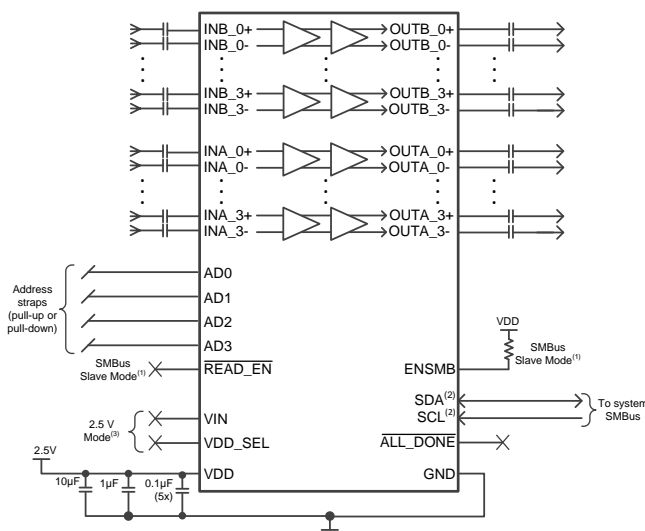 INB_0+ OUTB_0+
INB_0- OUTB_0-
INB_3+ OUTB_3+
INB_3- OUTB_3-
INA_0+ OUTA_0+
INA_0- OUTA_0-
INA_3+ OUTA_3+
INA_3- OUTA_3-
Address
straps
(pull-up or
pull-down)
AD0
AD1
AD2
AD3
SMBus
Slave Mode(1)
READ_EN
VDD
SMBus
Slave Mode(1)
ENSMB
SDA(2)
SCL(2)
To system
SMBus
2.5 V
Mode(3)
VIN
VDD_SEL
ALL_DONE
2.5V
VDD
GND
10µF
1µF
0.1µF
(5x)